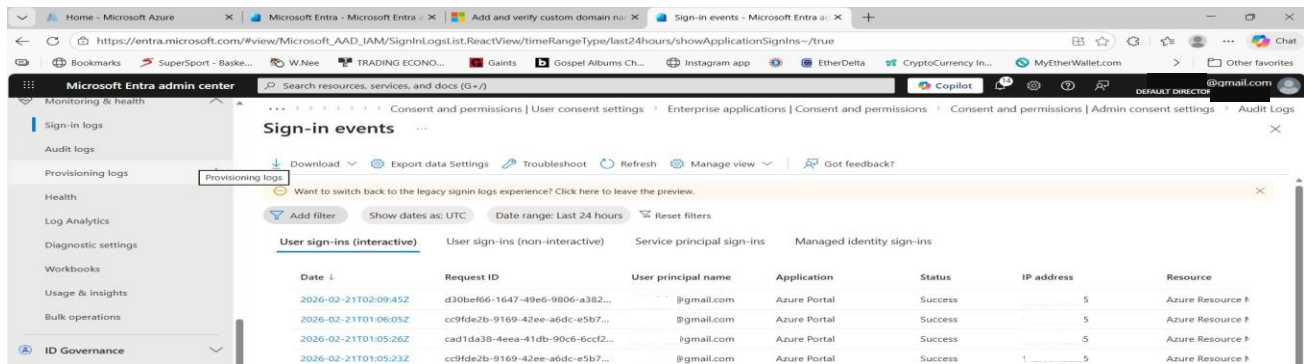 Home - Microsoft Azure
Microsoft Entra - Microsoft Entra
Add and verify custom domain na
Sign-in events - Microsoft Entra ad
https://entra.microsoft.com/#view/Microsoft_AAD_IAM/SignInLogsList.ReactView/timeRangeType/last24hours/showApplicationSignIns~/true
Chat
Bookmarks SuperSport - Baske... W.Nee TRADING ECONO... Gaints Gospel Albums Ch... Instagram app EtherDelta CryptoCurrency In... MyEtherWallet.com Other favorites
Microsoft Entra admin center
Search resources, services, and docs (G+/)
Copilot
@gmail.com
DEFAULT DIRECTOR
Monitoring & health
Sign-in logs
Audit logs
Provisioning logs
Provisioning logs
Health
Log Analytics
Diagnostic settings
Workbooks
Usage & insights
Bulk operations
ID Governance
... > Consent and permissions | User consent settings > Enterprise applications | Consent and permissions > Consent and permissions | Admin consent settings > Audit Logs
Sign-in events ...
Download Export data Settings Troubleshoot Refresh Manage view Got feedback?
Want to switch back to the legacy signin logs experience? Click here to leave the preview.
Add filter Show dates as: UTC Date range: Last 24 hours Reset filters
User sign-ins (interactive) User sign-ins (non-interactive) Service principal sign-ins Managed identity sign-ins
Date ↓ Request ID User principal name Application Status IP address Resource
2026-02-21T02:09:45Z d30bef66-1647-49e6-9806-a382... @gmail.com Azure Portal Success 5 Azure Resource
2026-02-21T01:06:05Z cc9fde2b-9169-42ee-a6dc-e5b7... @gmail.com Azure Portal Success 5 Azure Resource
2026-02-21T01:05:26Z cad1da38-4eea-41db-90c6-6ccf2... @gmail.com Azure Portal Success 5 Azure Resource
2026-02-21T01:05:23Z cc9fde2b-9169-42ee-a6dc-e5b7... @gmail.com Azure Portal Success 5 Azure Resource